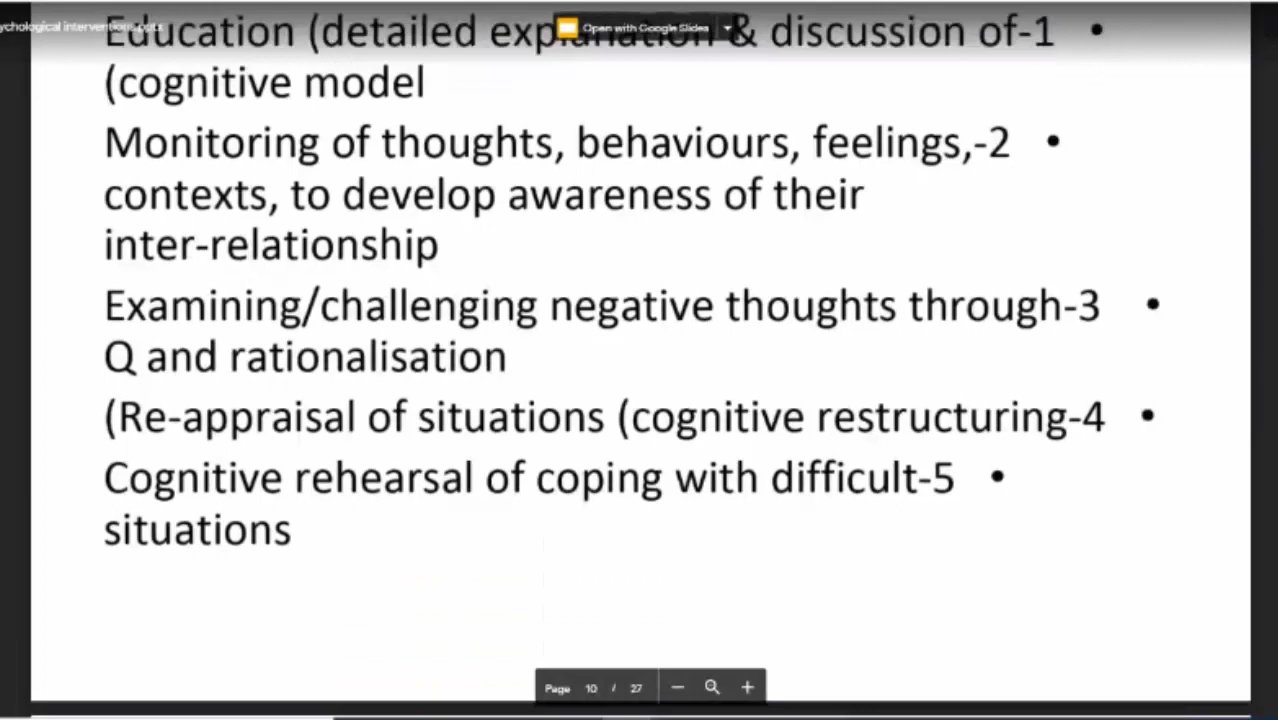 ychological interventions.pptx
Open with Google Slides
Education (detailed explanation & discussion of-1 •
(cognitive model
Monitoring of thoughts, behaviours, feelings,-2 •
contexts, to develop awareness of their
inter-relationship
Examining/challenging negative thoughts through-3 •
Q and rationalisation
(Re-appraisal of situations (cognitive restructuring-4 •
Cognitive rehearsal of coping with difficult-5 •
situations
Page 10 / 27